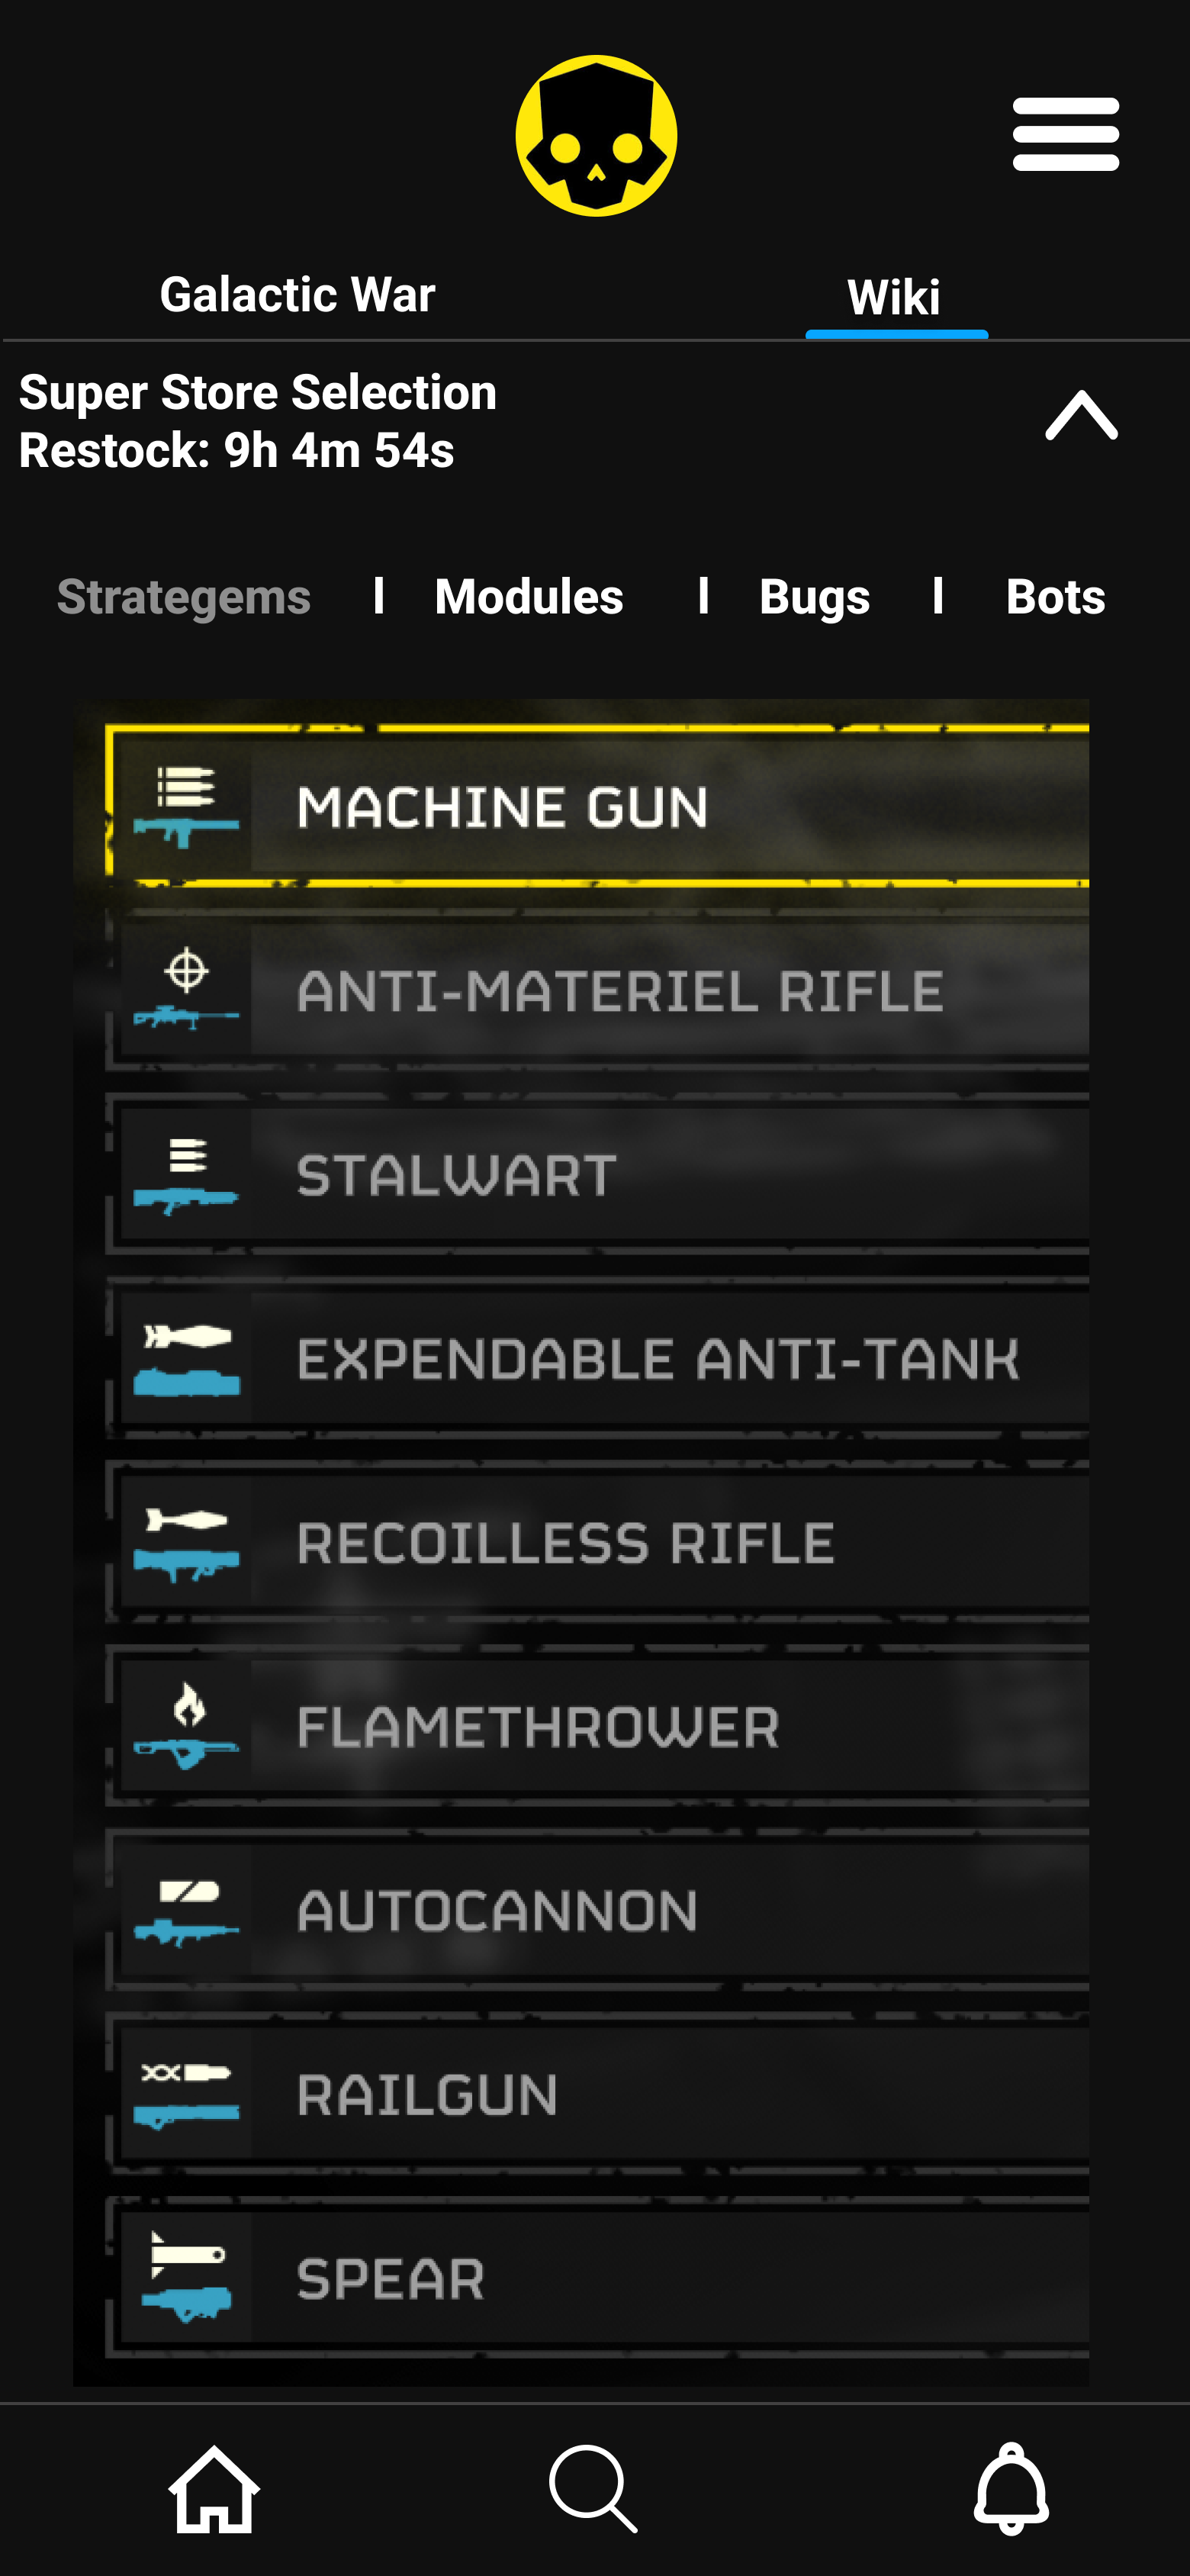 Galactic War
Wiki
Super Store Selection
Restock: 9h 4m 54s
Strategems | Modules | Bugs | Bots
MACHINE GUN
ANTI-MATERIEL RIFLE
STALWART
EXPENDABLE ANTI-TANK
RECOILLESS RIFLE
FLAMETHROWER
AUTOCANNON
RAILGUN
SPEAR